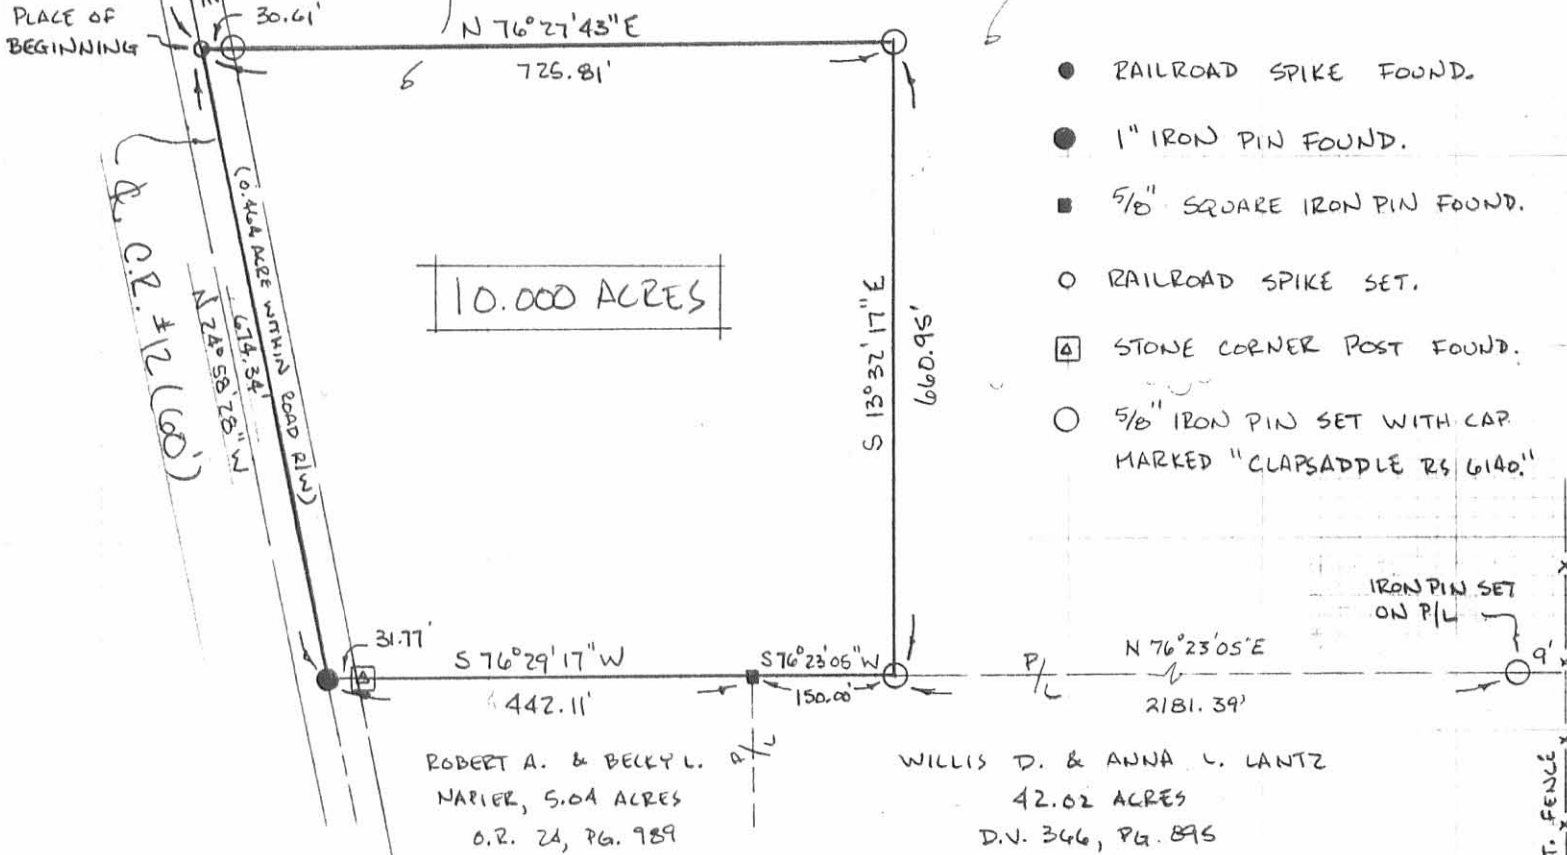 PLACE OF
BEGINNING
30.61'
N 76°27'43"E
725.81'
6
6
RAILROAD SPIKE FOUND.
1" IRON PIN FOUND.
5/8" SQUARE IRON PIN FOUND.
RAILROAD SPIKE SET.
STONE CORNER POST FOUND.
5/8" IRON PIN SET WITH CAP
MARKED "CLAPSADDLE RS 6140."
(0.464 ACRE WITHIN ROAD R/W)
674.34'
N 24°58'28"W
C.R. #12 (60')
10.000 ACRES
S 13°32'17"E
660.95'
IRON PIN SET
ON P/L
9'
31.77'
S 76°29'17"W
442.11'
S 76°23'05"W
150.00'
P/L
N 76°23'05"E
2181.39'
P/L
ROBERT A. & BECKY L.
NAPIER, 5.04 ACRES
O.R. 24, PG. 989
WILLIS D. & ANNA L. LANTZ
42.02 ACRES
D.V. 366, PG. 895
FENCE